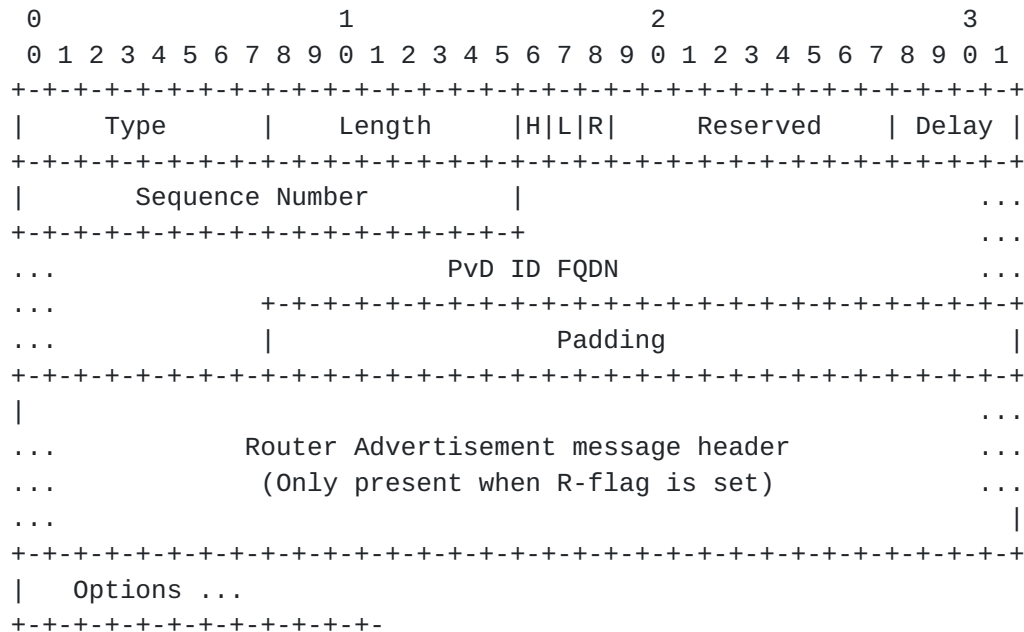 0                   1                   2                   3
 0 1 2 3 4 5 6 7 8 9 0 1 2 3 4 5 6 7 8 9 0 1 2 3 4 5 6 7 8 9 0 1
+-+-+-+-+-+-+-+-+-+-+-+-+-+-+-+-+-+-+-+-+-+-+-+-+-+-+-+-+-+-+-+-+
|     Type      |    Length     |H|L|R|     Reserved    | Delay |
+-+-+-+-+-+-+-+-+-+-+-+-+-+-+-+-+-+-+-+-+-+-+-+-+-+-+-+-+-+-+-+-+
|       Sequence Number         |                             ...
+-+-+-+-+-+-+-+-+-+-+-+-+-+-+-+-+                             ...
...                         PvD ID FQDN                       ...
...             +-+-+-+-+-+-+-+-+-+-+-+-+-+-+-+-+-+-+-+-+-+-+-+-+
...             |                  Padding                      |
+-+-+-+-+-+-+-+-+-+-+-+-+-+-+-+-+-+-+-+-+-+-+-+-+-+-+-+-+-+-+-+-+
|                                                             ...
...            Router Advertisement message header            ...
...             (Only present when R-flag is set)             ...
...                                                             |
+-+-+-+-+-+-+-+-+-+-+-+-+-+-+-+-+-+-+-+-+-+-+-+-+-+-+-+-+-+-+-+-+
|   Options ...
+-+-+-+-+-+-+-+-+-+-+-+-